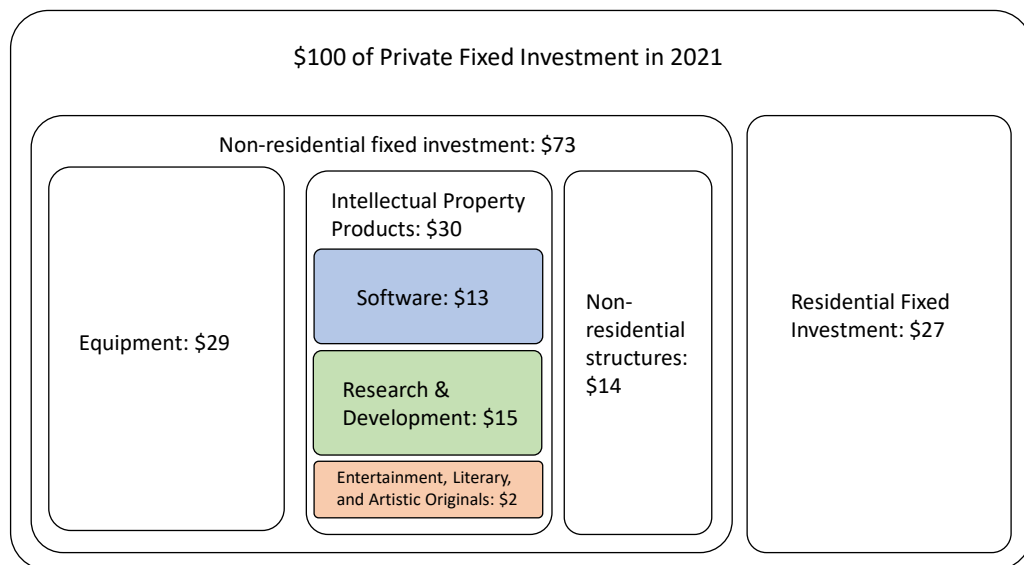 $100 of Private Fixed Investment in 2021
Non-residential fixed investment: $73
Equipment: $29
Intellectual Property
Products: $30
Software: $13
Research &
Development: $15
Entertainment, Literary,
and Artistic Originals: $2
Non-
residential
structures:
$14
Residential Fixed
Investment: $27